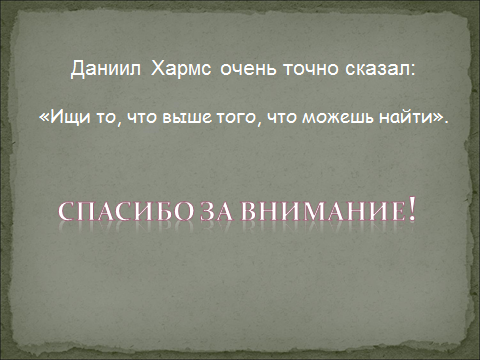 Даниил Хармс очень точно сказал:
«Ищи то, что выше того, что можешь найти».
СПАСИБО ЗА ВНИМАНИЕ!